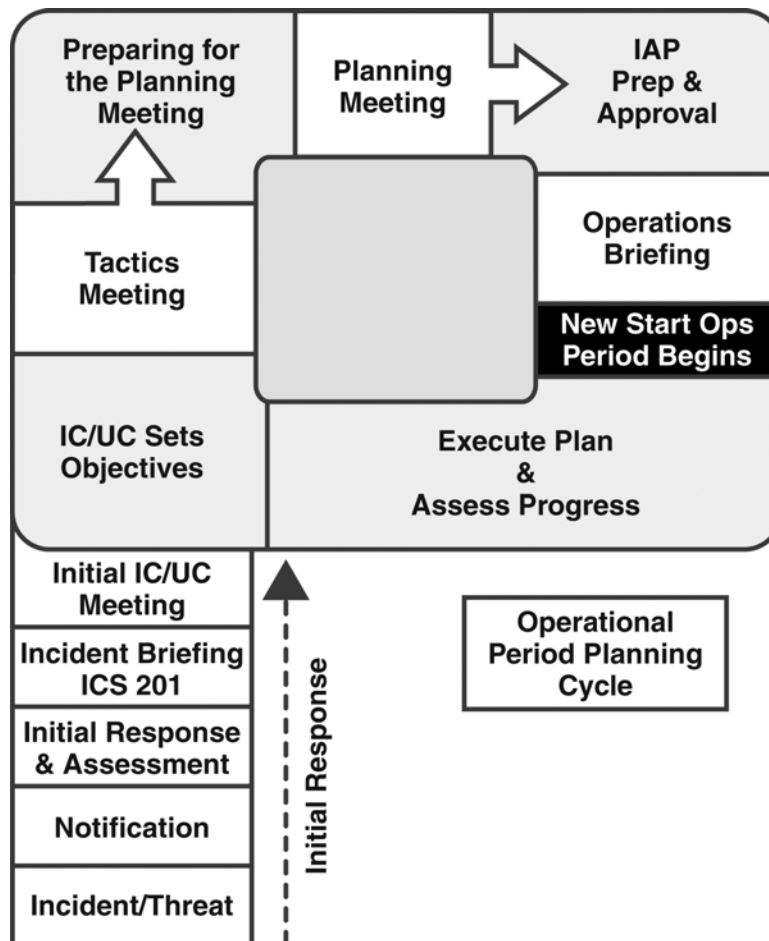 Preparing for
the Planning
Meeting
Planning
Meeting
IAP
Prep &
Approval
Tactics
Meeting
Operations
Briefing
New Start Ops
Period Begins
IC/UC Sets
Objectives
Execute Plan
&
Assess Progress
Initial IC/UC
Meeting
Incident Briefing
ICS 201
Initial Response
& Assessment
Notification
Incident/Threat
Initial Response
Operational
Period Planning
Cycle